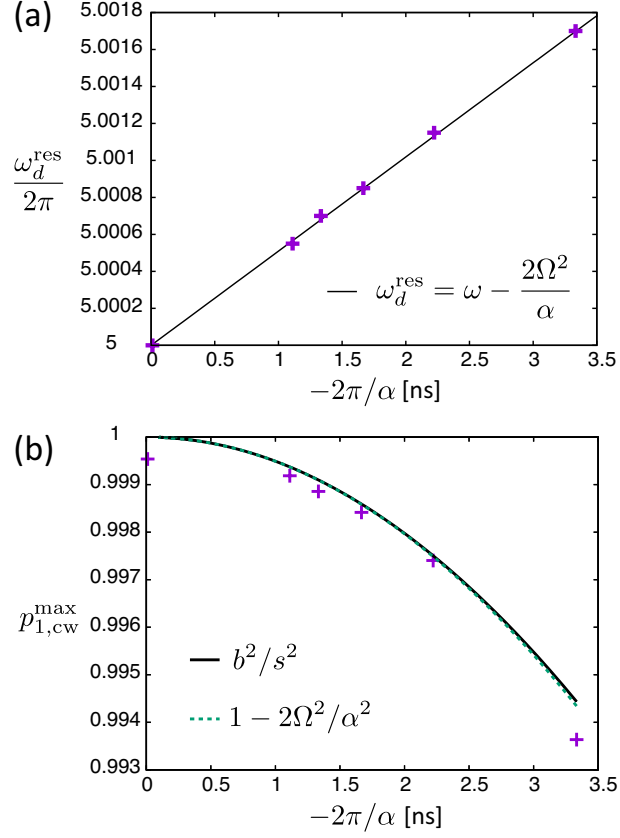 (a)
5.0018
5.0016
5.0014
5.0012
5.001
5.0008
5.0006
5.0004
5.0002
5
ω_d^res / 2π
— ω_d^res = ω − 2Ω² / α
0 0.5 1 1.5 2 2.5 3 3.5
−2π/α [ns]
(b)
1
0.999
0.998
0.997
0.996
0.995
0.994
0.993
p_{1,cw}^max
b²/s²
1 − 2Ω²/α²
0 0.5 1 1.5 2 2.5 3 3.5
−2π/α [ns]